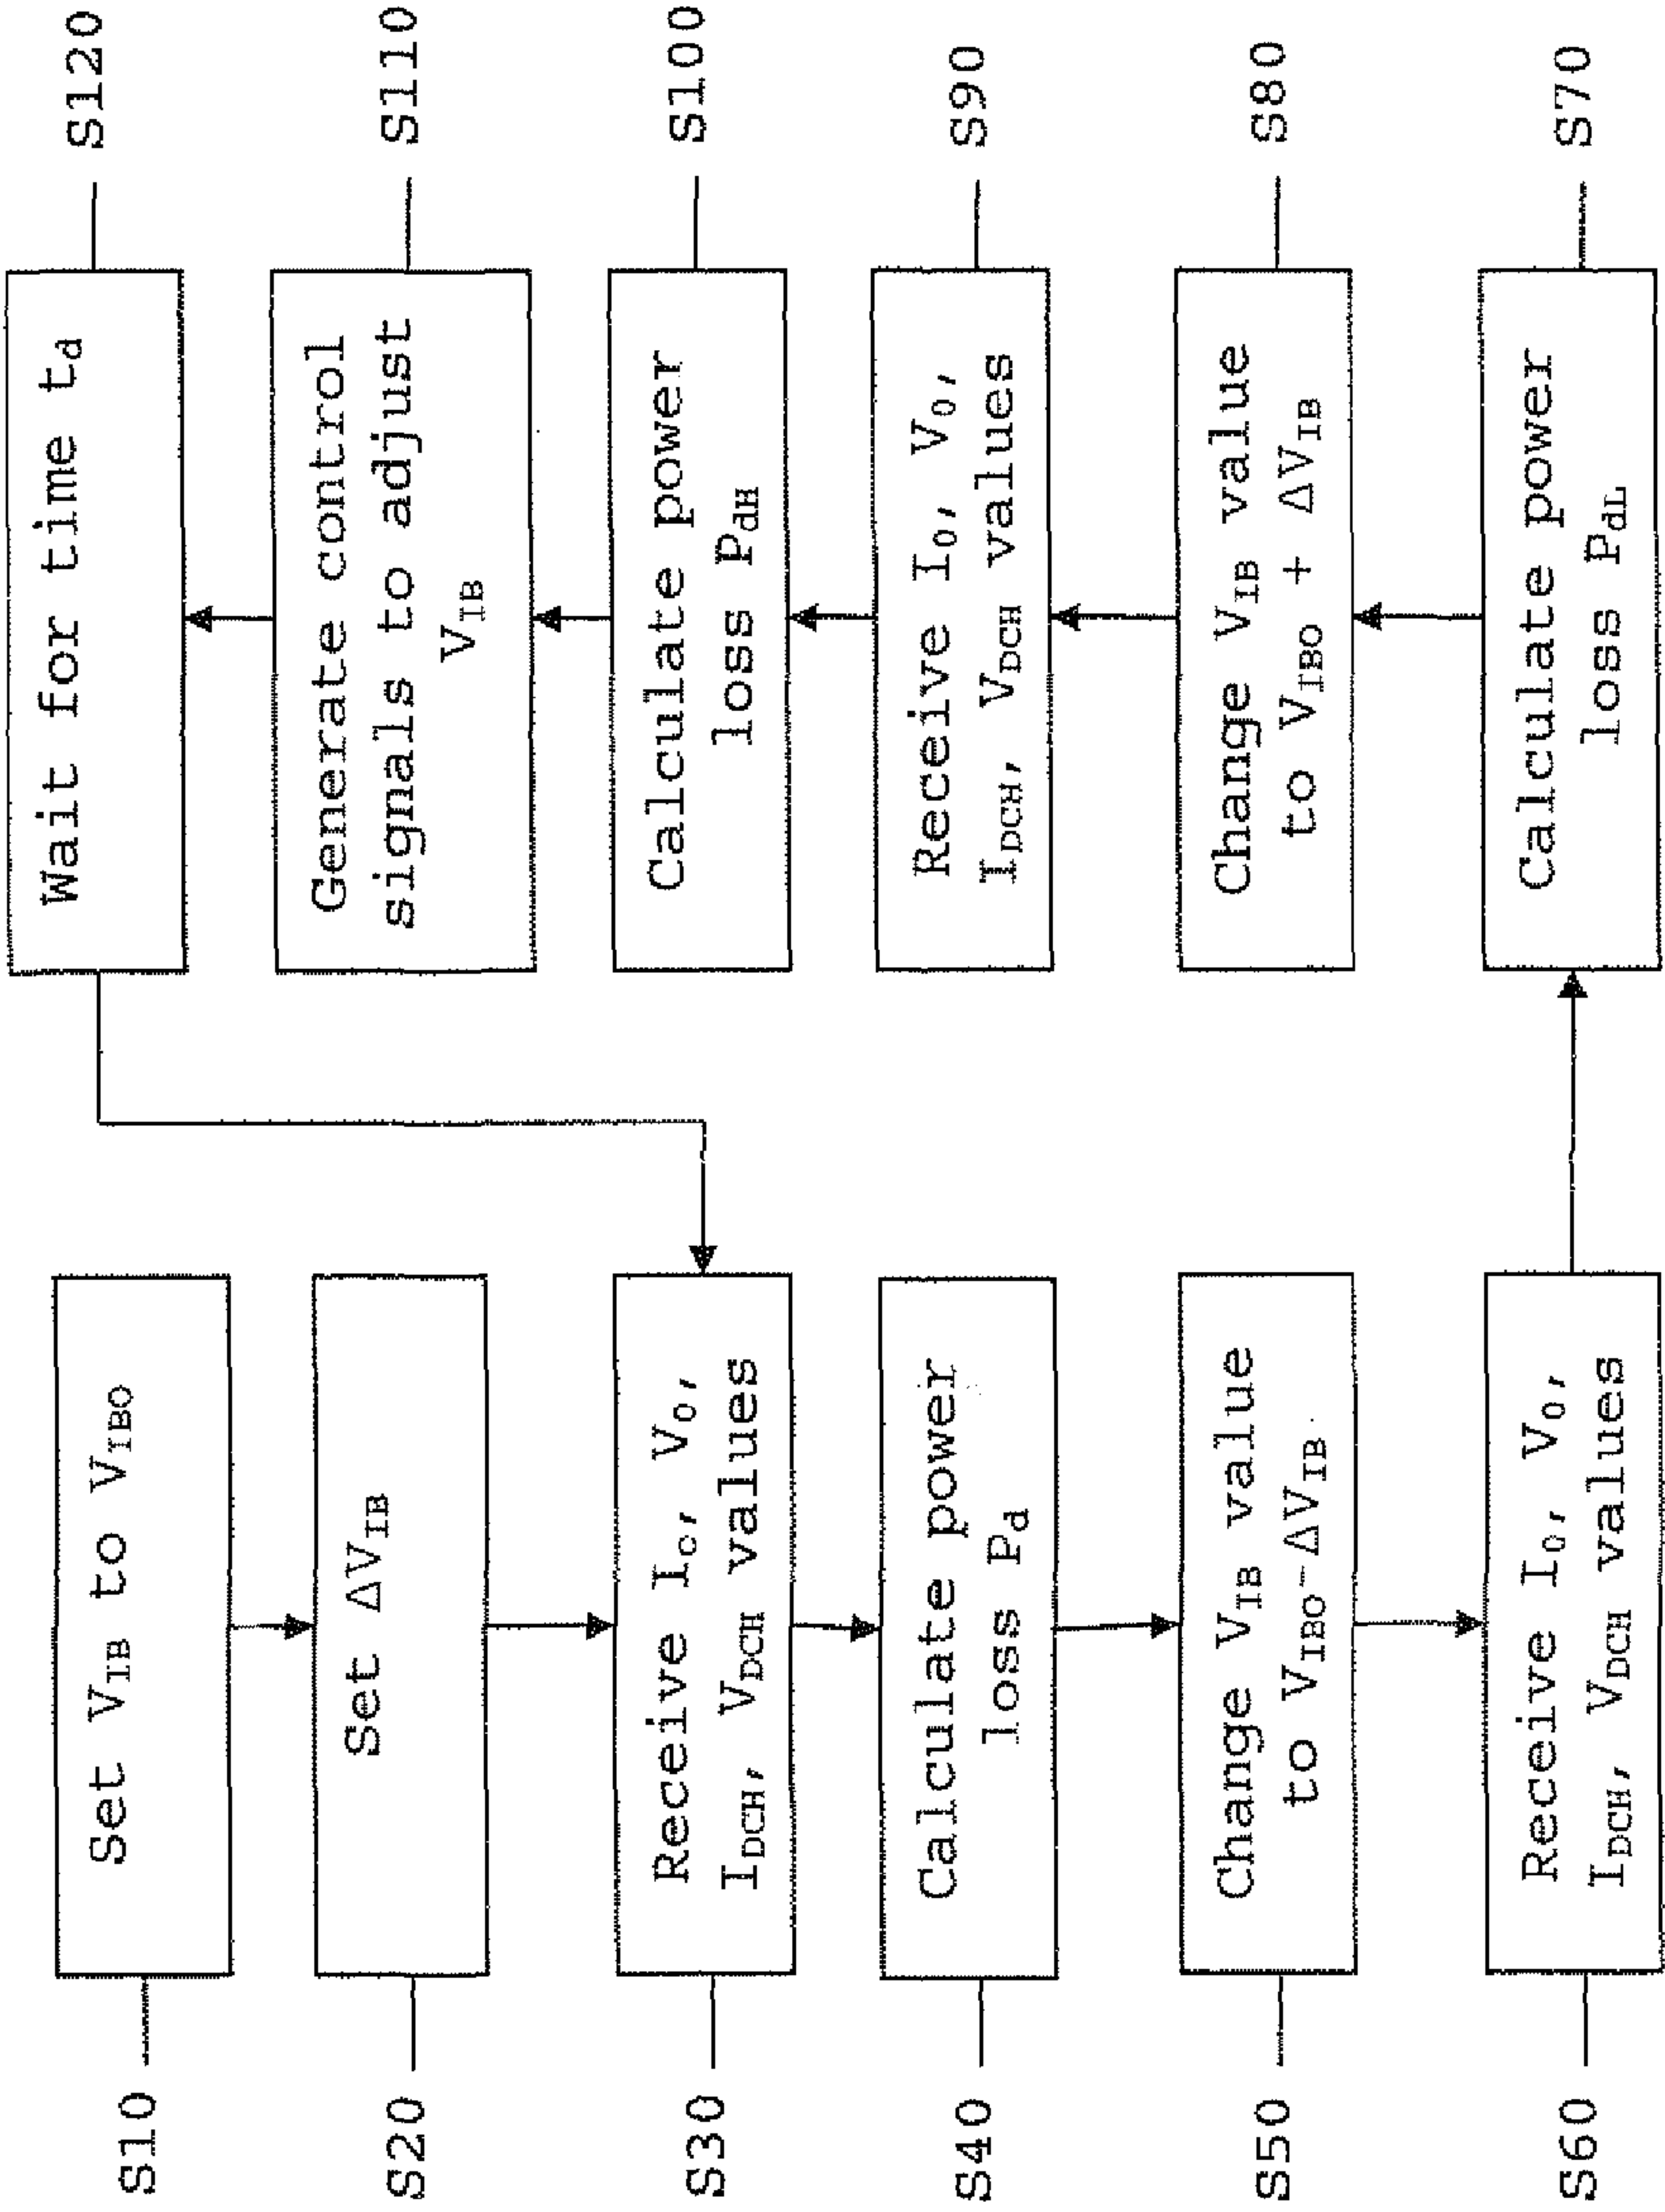 S10
Set V_IB to V_IBO
S20
Set ΔV_IB
S30
Receive I_o, V_0,
I_DCH, V_DCH values
S40
Calculate power
loss P_d
S50
Change V_IB value
to V_IBO-ΔV_IB
S60
Receive I_0, V_0,
I_DCH, V_DCH values
S70
Calculate power
loss P_dL
S80
Change V_IB value
to V_IBO + ΔV_IB
S90
Receive I_0, V_0,
I_DCH, V_DCH values
S100
Calculate power
loss P_dH
S110
Generate control
signals to adjust
V_IB
S120
Wait for time t_d